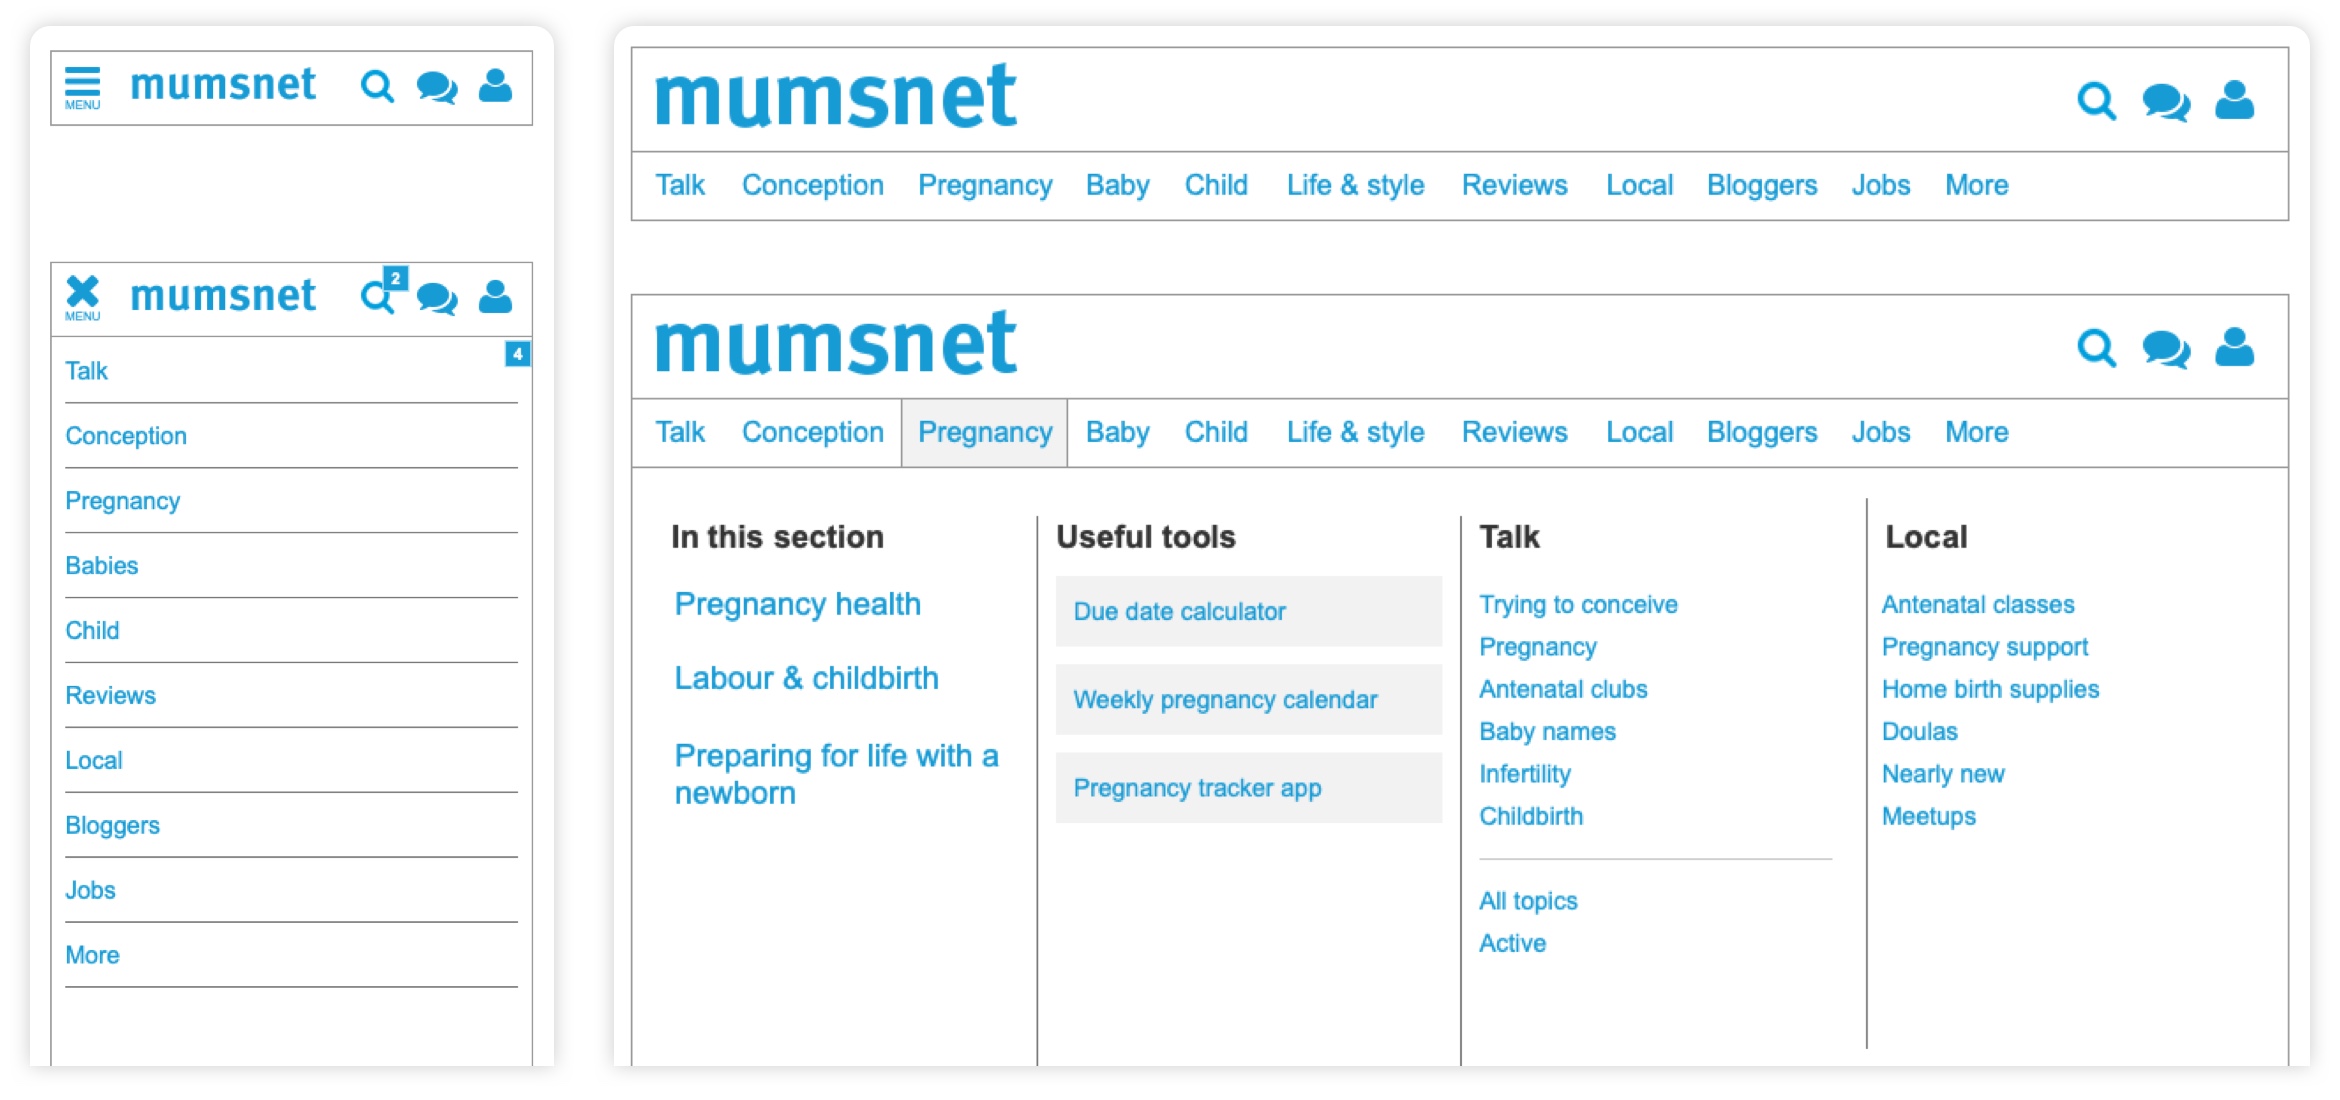 MENU
mumsnet
2
MENU
mumsnet
4
Talk
Conception
Pregnancy
Babies
Child
Reviews
Local
Bloggers
Jobs
More
mumsnet
Talk Conception Pregnancy Baby Child Life & style Reviews Local Bloggers Jobs More
mumsnet
Talk Conception Pregnancy Baby Child Life & style Reviews Local Bloggers Jobs More
In this section
Pregnancy health
Labour & childbirth
Preparing for life with a
newborn
Useful tools
Due date calculator
Weekly pregnancy calendar
Pregnancy tracker app
Talk
Trying to conceive
Pregnancy
Antenatal clubs
Baby names
Infertility
Childbirth
All topics
Active
Local
Antenatal classes
Pregnancy support
Home birth supplies
Doulas
Nearly new
Meetups